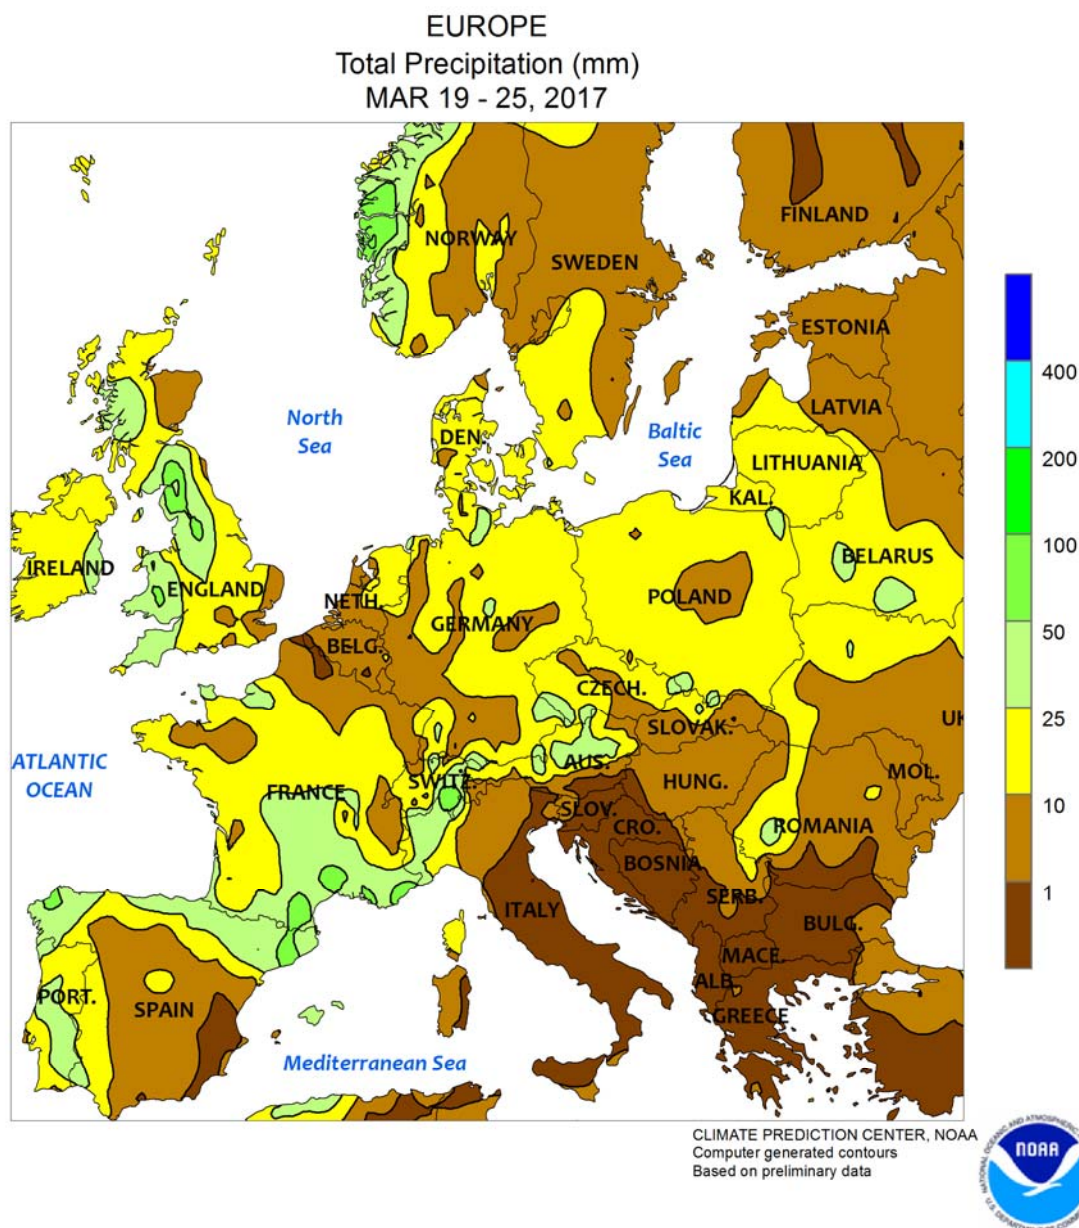 EUROPE
Total Precipitation (mm)
MAR 19 - 25, 2017
FINLAND
NORWAY
SWEDEN
ESTONIA
LATVIA
North
Sea
Baltic
Sea
DEN.
LITHUANIA
KAL.
BELARUS
IRELAND
ENGLAND
NETH.
POLAND
GERMANY
BELG.
CZECH.
SLOVAK.
UK
ATLANTIC
OCEAN
AUS.
MOL.
FRANCE
SWITZ.
HUNG.
SLOV.
CRO.
ROMANIA
BOSNIA
SERB.
ITALY
BULG.
MACE.
ALB.
PORT.
SPAIN
GREECE
Mediterranean Sea
400
200
100
50
25
10
1
CLIMATE PREDICTION CENTER, NOAA
Computer generated contours
Based on preliminary data
NOAA